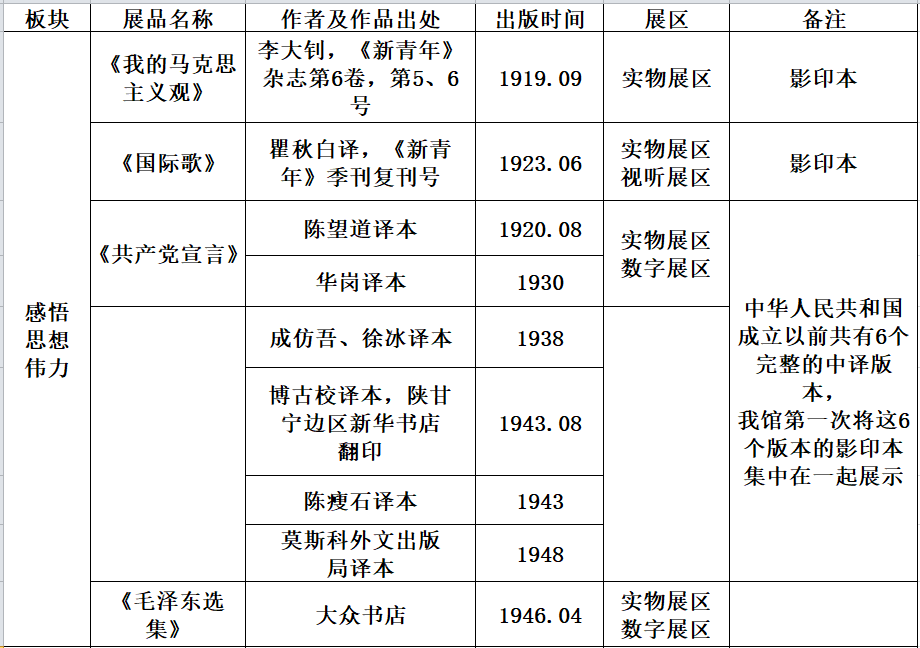 板块 展品名称 作者及作品出处 出版时间 展区 备注
感悟
思想
伟力
《我的马克思
主义观》
李大钊，《新青年》
杂志第6卷，第5、6
号
1919.09
实物展区
影印本
《国际歌》
瞿秋白译，《新青
年》季刊复刊号
1923.06
实物展区
视听展区
影印本
《共产党宣言》
陈望道译本
1920.08
实物展区
数字展区
华岗译本
1930
成仿吾、徐冰译本
1938
博古校译本，陕甘
宁边区新华书店
翻印
1943.08
陈瘦石译本
1943
莫斯科外文出版
局译本
1948
中华人民共和国
成立以前共有6个
完整的中译版
本，
我馆第一次将这6
个版本的影印本
集中在一起展示
《毛泽东选
集》
大众书店
1946.04
实物展区
数字展区